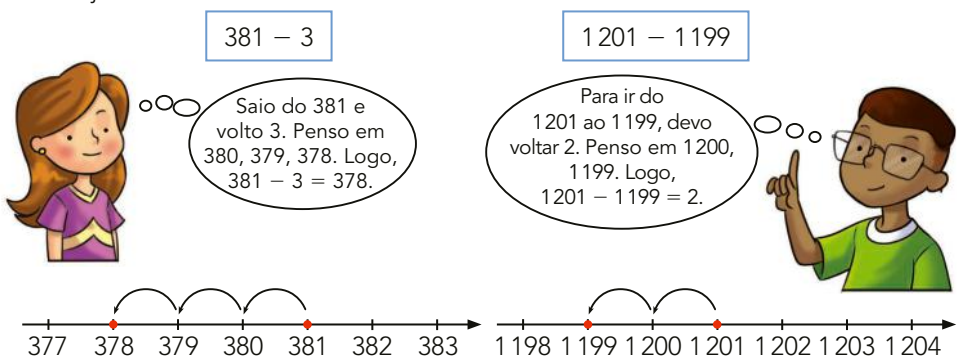 381 − 3
1 201 − 1 199
Saio do 381 e
volto 3. Penso em
380, 379, 378. Logo,
381 − 3 = 378.
Para ir do
1 201 ao 1 199, devo
voltar 2. Penso em 1 200,
1 199. Logo,
1 201 − 1 199 = 2.
377 378 379 380 381 382 383
1 198 1 199 1 200 1 201 1 202 1 203 1 204